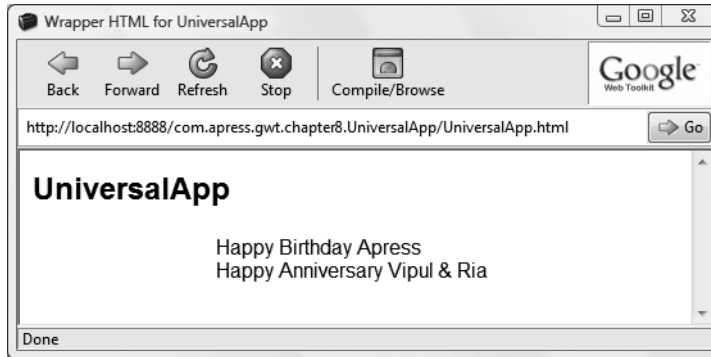 Wrapper HTML for UniversalApp
Back Forward Refresh Stop Compile/Browse
Google
Web Toolkit
http://localhost:8888/com.apress.gwt.chapter8.UniversalApp/UniversalApp.html Go
UniversalApp
Happy Birthday Apress
Happy Anniversary Vipul & Ria
Done